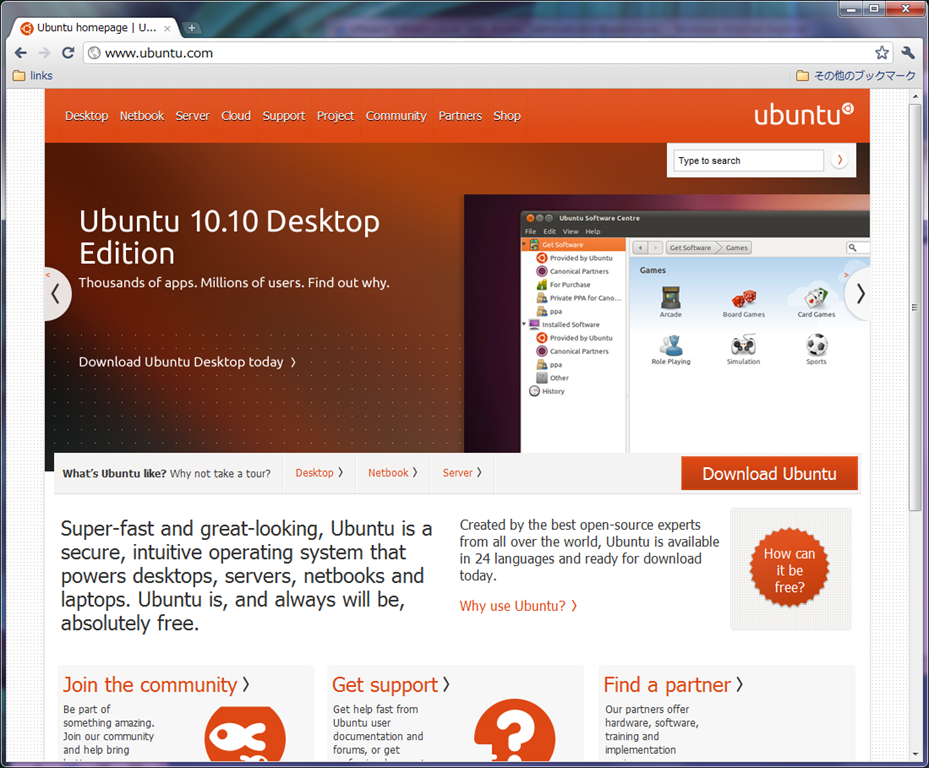 Ubuntu homepage | U...
www.ubuntu.com
links
その他のブックマーク
Desktop Netbook Server Cloud Support Project Community Partners Shop
ubuntu
Type to search
Ubuntu 10.10 Desktop
Edition
Thousands of apps. Millions of users. Find out why.
Download Ubuntu Desktop today
Ubuntu Software Centre
File Edit View Help
Get Software
Provided by Ubuntu
Canonical Partners
For Purchase
Private PPA for Cano...
ppa
Installed Software
Provided by Ubuntu
Canonical Partners
ppa
Other
History
Get Software Games
Games
Arcade Board Games Card Games
Role Playing Simulation Sports
What's Ubuntu like? Why not take a tour? Desktop Netbook Server
Download Ubuntu
Super-fast and great-looking, Ubuntu is a
secure, intuitive operating system that
powers desktops, servers, netbooks and
laptops. Ubuntu is, and always will be,
absolutely free.
Created by the best open-source experts
from all over the world, Ubuntu is available
in 24 languages and ready for download
today.
Why use Ubuntu?
How can
it be
free?
Join the community
Be part of
something amazing.
Join our community
and help bring
Get support
Get help fast from
Ubuntu user
documentation and
forums, or get
Find a partner
Our partners offer
hardware, software,
training and
implementation